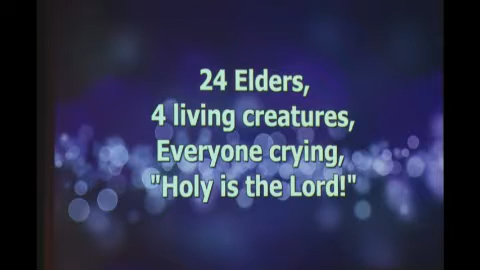 24 Elders,
4 living creatures,
Everyone crying,
"Holy is the Lord!"